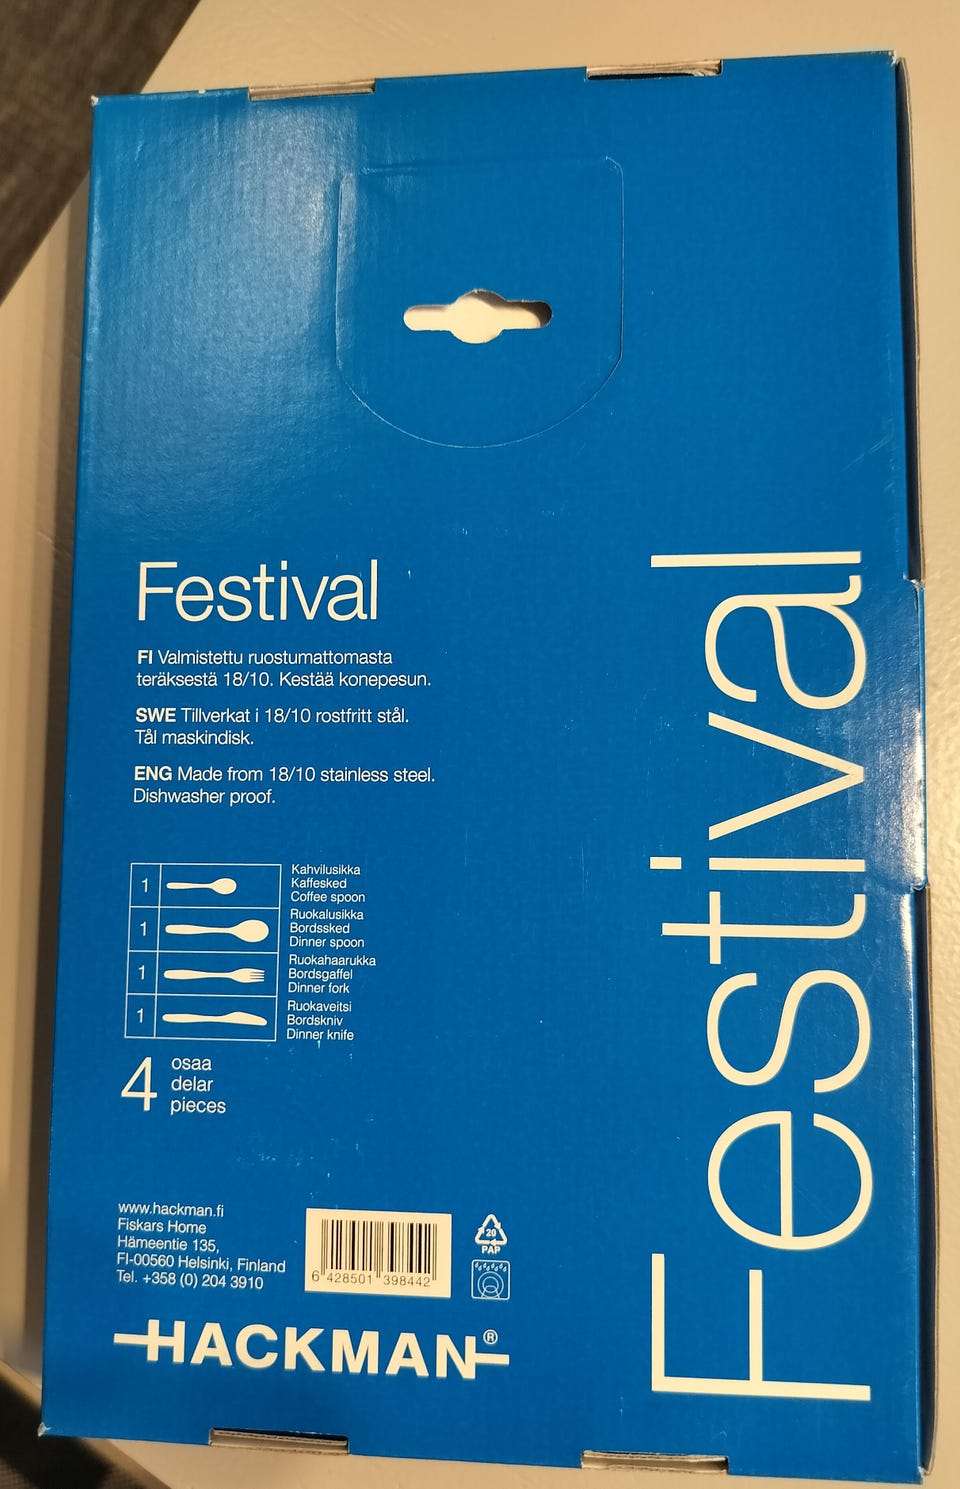 Festival
FI Valmistettu ruostumattomasta
teräksestä 18/10. Kestää konepesun.
SWE Tillverkat i 18/10 rostfritt stål.
Tål maskindisk.
ENG Made from 18/10 stainless steel.
Dishwasher proof.
1
Kahvilusikka
Kaffesked
Coffee spoon
1
Ruokalusikka
Bordssked
Dinner spoon
1
Ruokahaarukka
Bordsgaffel
Dinner fork
1
Ruokaveitsi
Bordskniv
Dinner knife
4
osaa
delar
pieces
www.hackman.fi
Fiskars Home
Hämeentie 135,
FI-00560 Helsinki, Finland
Tel. +358 (0) 204 3910
6 428501 398442
20
PAP
HACKMAN®
Festival